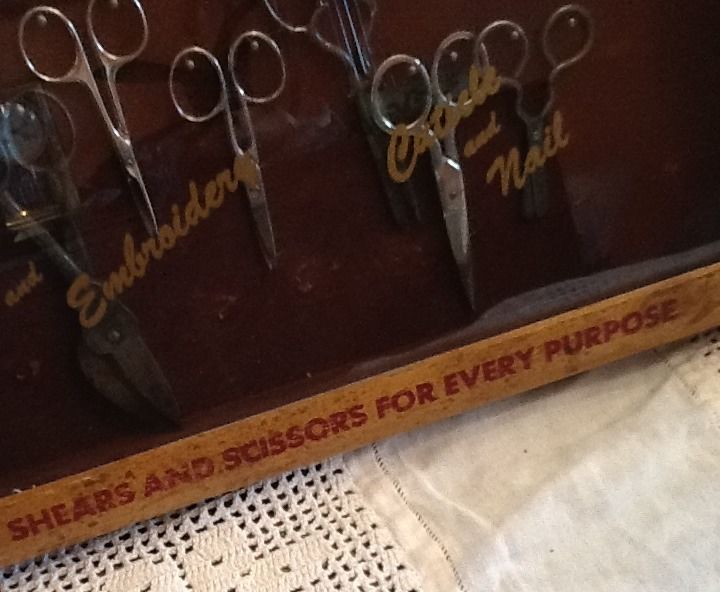 and Embroidery
Cuticle
and
Nail
SHEARS AND SCISSORS FOR EVERY PURPOSE